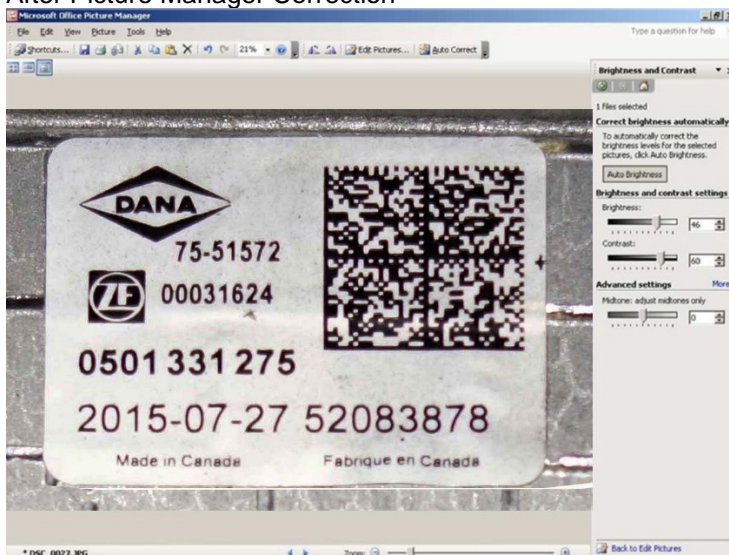 After Picture Manager Correction
Microsoft Office Picture Manager
File Edit View Picture Tools Help
Type a question for help
Shortcuts... 21% Edit Pictures... Auto Correct
Brightness and Contrast
1 files selected
Correct brightness automatically
To automatically correct the
brightness levels for the selected
pictures, click Auto Brightness.
Auto Brightness
Brightness and contrast settings
Brightness:
46
Contrast:
60
Advanced settings More
Midtone: adjust midtones only
0
DANA
75-51572
ZF 00031624
0501 331 275
2015-07-27 52083878
Made in Canada Fabrique en Canada
Back to Edit Pictures
* DSC_0027.JPG Zoom: